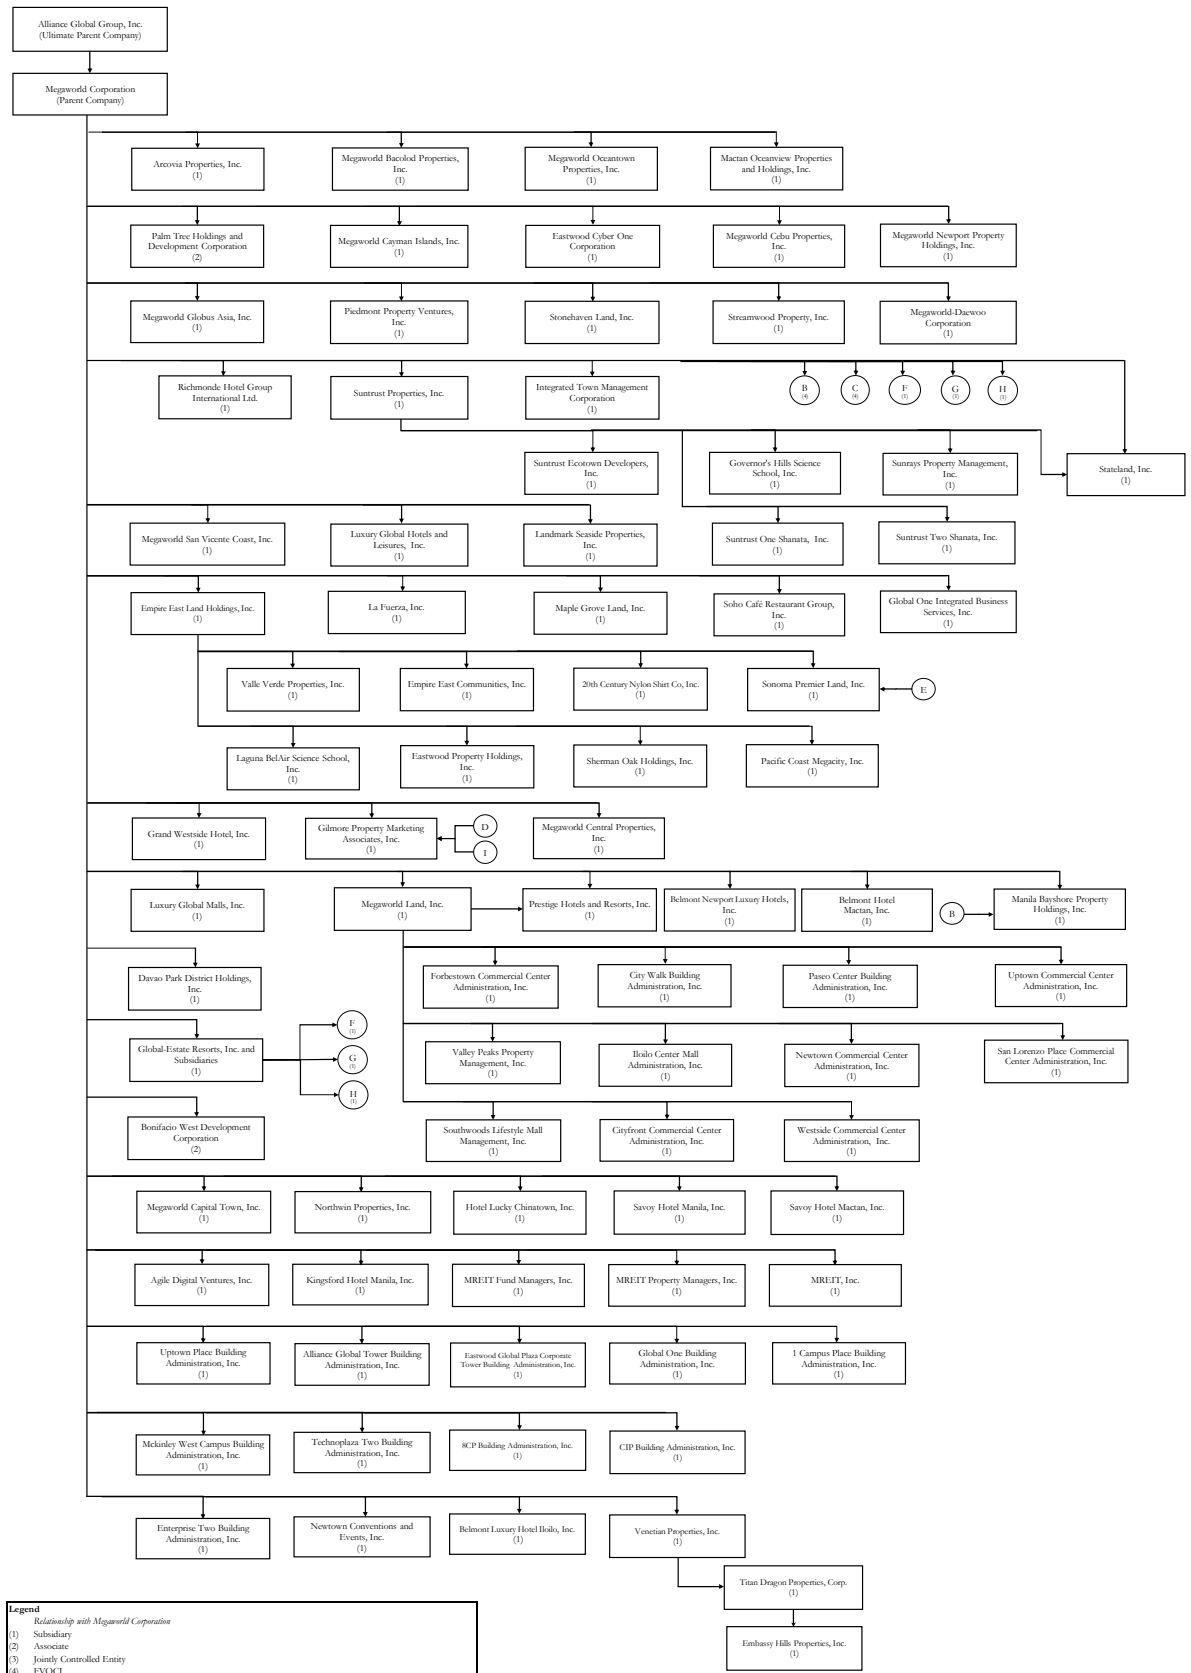 Alliance Global Group, Inc.
(Ultimate Parent Company)
Megaworld Corporation
(Parent Company)
Arcovia Properties, Inc.
(1)
Megaworld Bacolod Properties,
Inc.
(1)
Megaworld Oceantown
Properties, Inc.
(1)
Mactan Oceanview Properties
and Holdings, Inc.
(1)
Palm Tree Holdings and
Development Corporation
(2)
Megaworld Cayman Islands, Inc.
(1)
Eastwood Cyber One
Corporation
(1)
Megaworld Cebu Properties,
Inc.
(1)
Megaworld Newport Property
Holdings, Inc.
(1)
Megaworld Globus Asia, Inc.
(1)
Piedmont Property Ventures,
Inc.
(1)
Stonehaven Land, Inc.
(1)
Streamwood Property, Inc.
(1)
Megaworld-Daewoo
Corporation
(1)
Richmonde Hotel Group
International Ltd.
(1)
Suntrust Properties, Inc.
(1)
Integrated Town Management
Corporation
(1)
B
(4)
C
(4)
F
(1)
G
(1)
H
(1)
Suntrust Ecotown Developers,
Inc.
(1)
Governor's Hills Science
School, Inc.
(1)
Sunrays Property Management,
Inc.
(1)
Stateland, Inc.
(1)
Megaworld San Vicente Coast, Inc.
(1)
Luxury Global Hotels and
Leisures, Inc.
(1)
Landmark Seaside Properties,
Inc.
(1)
Suntrust One Shanata, Inc.
(1)
Suntrust Two Shanata, Inc.
(1)
Empire East Land Holdings, Inc.
(1)
La Fuerza, Inc.
(1)
Maple Grove Land, Inc.
(1)
Soho Café Restaurant Group,
Inc.
(1)
Global One Integrated Business
Services, Inc.
(1)
Valle Verde Properties, Inc.
(1)
Empire East Communities, Inc.
(1)
20th Century Nylon Shirt Co, Inc.
(1)
Sonoma Premier Land, Inc.
(1)
E
Laguna BelAir Science School,
Inc.
(1)
Eastwood Property Holdings,
Inc.
(1)
Sherman Oak Holdings, Inc.
(1)
Pacific Coast Megacity, Inc.
(1)
Grand Westside Hotel, Inc.
(1)
Gilmore Property Marketing
Associates, Inc.
(1)
D
I
Megaworld Central Properties,
Inc.
(1)
Luxury Global Malls, Inc.
(1)
Megaworld Land, Inc.
(1)
Prestige Hotels and Resorts, Inc.
(1)
Belmont Newport Luxury Hotels,
Inc.
(1)
Belmont Hotel
Mactan, Inc.
(1)
B
Manila Bayshore Property
Holdings, Inc.
(1)
Davao Park District Holdings,
Inc.
(1)
Forbestown Commercial Center
Administration, Inc.
(1)
City Walk Building
Administration, Inc.
(1)
Paseo Center Building
Administration, Inc.
(1)
Uptown Commercial Center
Administration, Inc.
(1)
Global-Estate Resorts, Inc. and
Subsidiaries
(1)
F
(1)
G
(1)
H
(1)
Valley Peaks Property
Management, Inc.
(1)
Iloilo Center Mall
Administration, Inc.
(1)
Newtown Commercial Center
Administration, Inc.
(1)
San Lorenzo Place Commercial
Center Administration, Inc.
(1)
Bonifacio West Development
Corporation
(2)
Southwoods Lifestyle Mall
Management, Inc.
(1)
Cityfront Commercial Center
Administration, Inc.
(1)
Westside Commercial Center
Administration, Inc.
(1)
Megaworld Capital Town, Inc.
(1)
Northwin Properties, Inc.
(1)
Hotel Lucky Chinatown, Inc.
(1)
Savoy Hotel Manila, Inc.
(1)
Savoy Hotel Mactan, Inc.
(1)
Agile Digital Ventures, Inc.
(1)
Kingsford Hotel Manila, Inc.
(1)
MREIT Fund Managers, Inc.
(1)
MREIT Property Managers, Inc.
(1)
MREIT, Inc.
(1)
Uptown Place Building
Administration, Inc.
(1)
Alliance Global Tower Building
Administration, Inc.
(1)
Eastwood Global Plaza Corporate
Tower Building Administration, Inc.
(1)
Global One Building
Administration, Inc.
(1)
1 Campus Place Building
Administration, Inc.
(1)
Mckinley West Campus Building
Administration, Inc.
(1)
Technoplaza Two Building
Administration, Inc.
(1)
8CP Building Administration, Inc.
(1)
CIP Building Administration, Inc.
(1)
Enterprise Two Building
Administration, Inc.
(1)
Newtown Conventions and
Events, Inc.
(1)
Belmont Luxury Hotel Iloilo, Inc.
(1)
Venetian Properties, Inc.
(1)
Titan Dragon Properties, Corp.
(1)
Embassy Hills Properties, Inc.
(1)
Legend
Relationship with Megaworld Corporation
(1) Subsidiary
(2) Associate
(3) Jointly Controlled Entity
(4) FVOCI